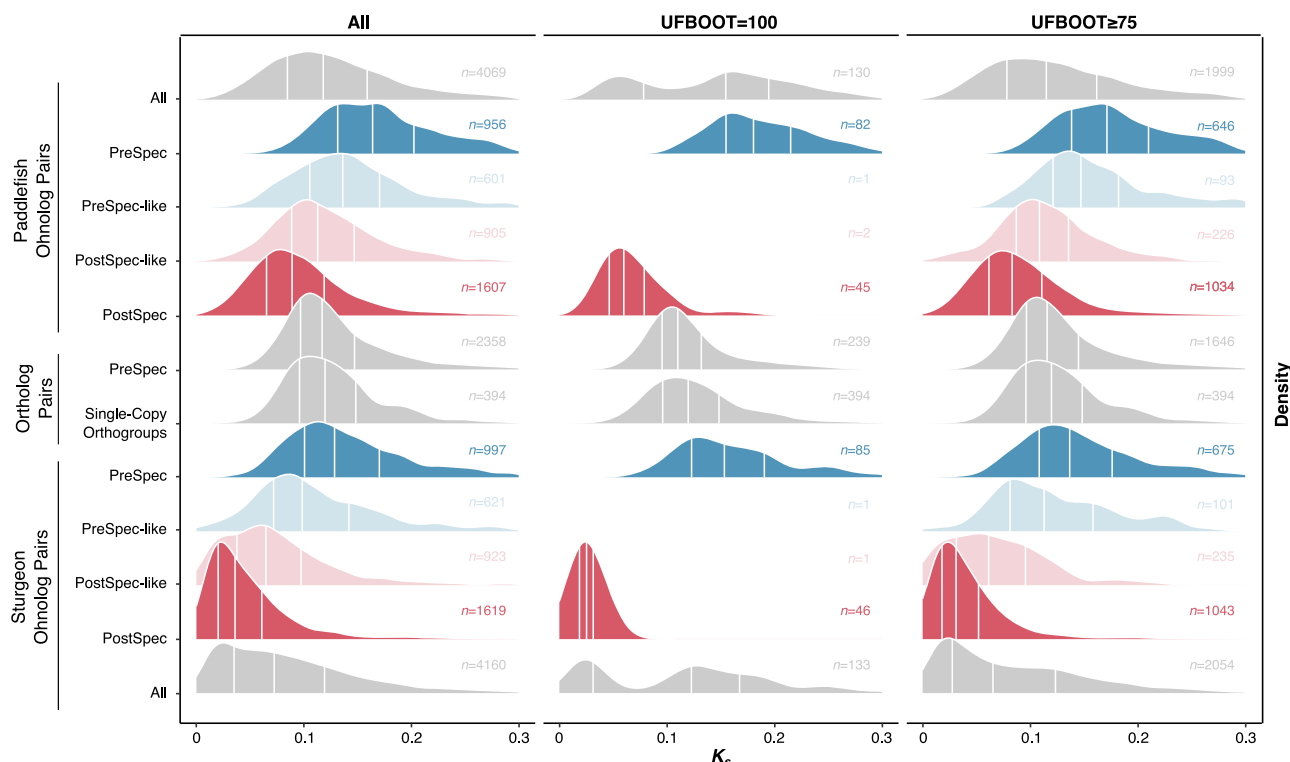 All
UFBOOT=100
UFBOOT≥75
Paddlefish
Ohnolog Pairs
Ortholog
Pairs
Sturgeon
Ohnolog Pairs
All
PreSpec
PreSpec-like
PostSpec-like
PostSpec
PreSpec
Single-Copy
Orthogroups
PreSpec
PreSpec-like
PostSpec-like
PostSpec
All
n=4069
n=956
n=601
n=905
n=1607
n=2358
n=394
n=997
n=621
n=923
n=1619
n=4160
n=130
n=82
n=1
n=2
n=45
n=239
n=394
n=85
n=1
n=1
n=46
n=133
n=1999
n=646
n=93
n=226
n=1034
n=1646
n=394
n=675
n=101
n=235
n=1043
n=2054
Density
0 0.1 0.2 0.3
0 0.1 0.2 0.3
0 0.1 0.2 0.3
Ks